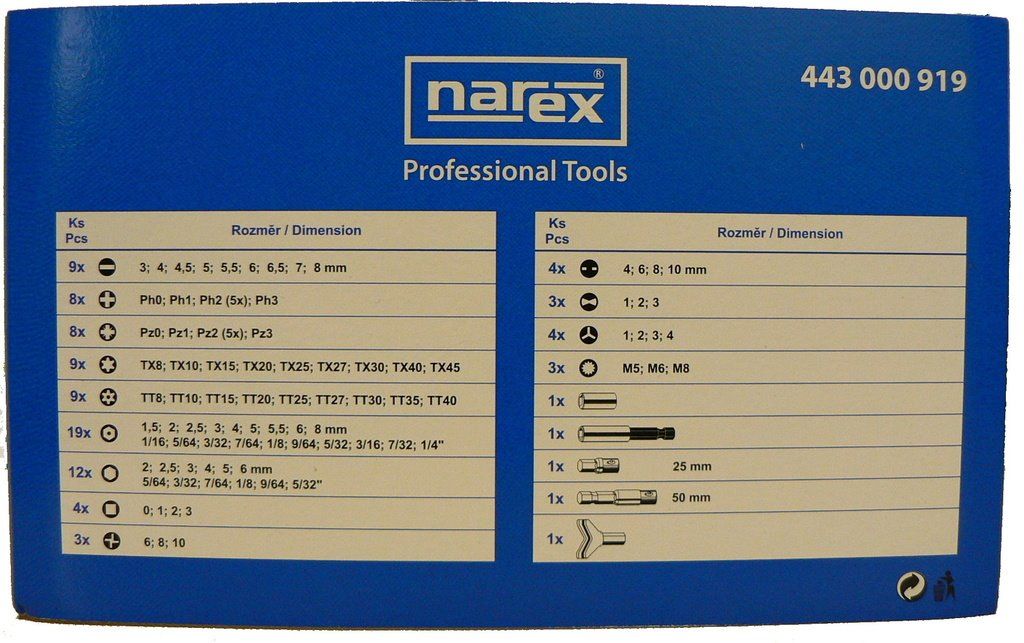 narex®
443 000 919
Professional Tools
Ks
Pcs
Rozměr / Dimension
9x 3; 4; 4,5; 5; 5,5; 6; 6,5; 7; 8 mm
8x Ph0; Ph1; Ph2 (5x); Ph3
8x Pz0; Pz1; Pz2 (5x); Pz3
9x TX8; TX10; TX15; TX20; TX25; TX27; TX30; TX40; TX45
9x TT8; TT10; TT15; TT20; TT25; TT27; TT30; TT35; TT40
19x 1,5; 2; 2,5; 3; 4; 5; 5,5; 6; 8 mm
1/16; 5/64; 3/32; 7/64; 1/8; 9/64; 5/32; 3/16; 7/32; 1/4"
12x 2; 2,5; 3; 4; 5; 6 mm
5/64; 3/32; 7/64; 1/8; 9/64; 5/32"
4x 0; 1; 2; 3
3x 6; 8; 10
Ks
Pcs
Rozměr / Dimension
4x 4; 6; 8; 10 mm
3x 1; 2; 3
4x 1; 2; 3; 4
3x M5; M6; M8
1x
1x
1x 25 mm
1x 50 mm
1x